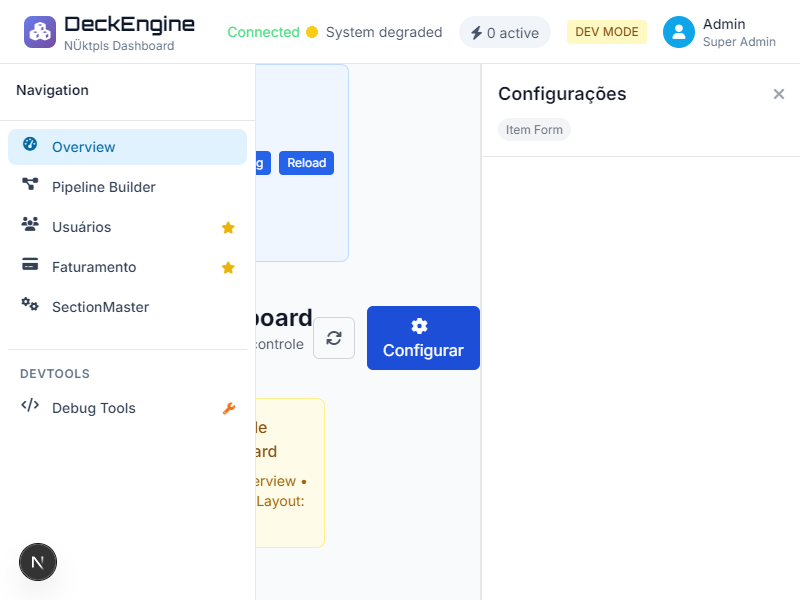 DeckEngine
NÜktpls Dashboard
Connected
System degraded
0 active
DEV MODE
Admin
Super Admin
Navigation
Overview
Pipeline Builder
Usuários
Faturamento
SectionMaster
DEVTOOLS
Debug Tools
N
g
Reload
board
controle
Configurar
de
ard
erview •
Layout:
Configurações
Item Form